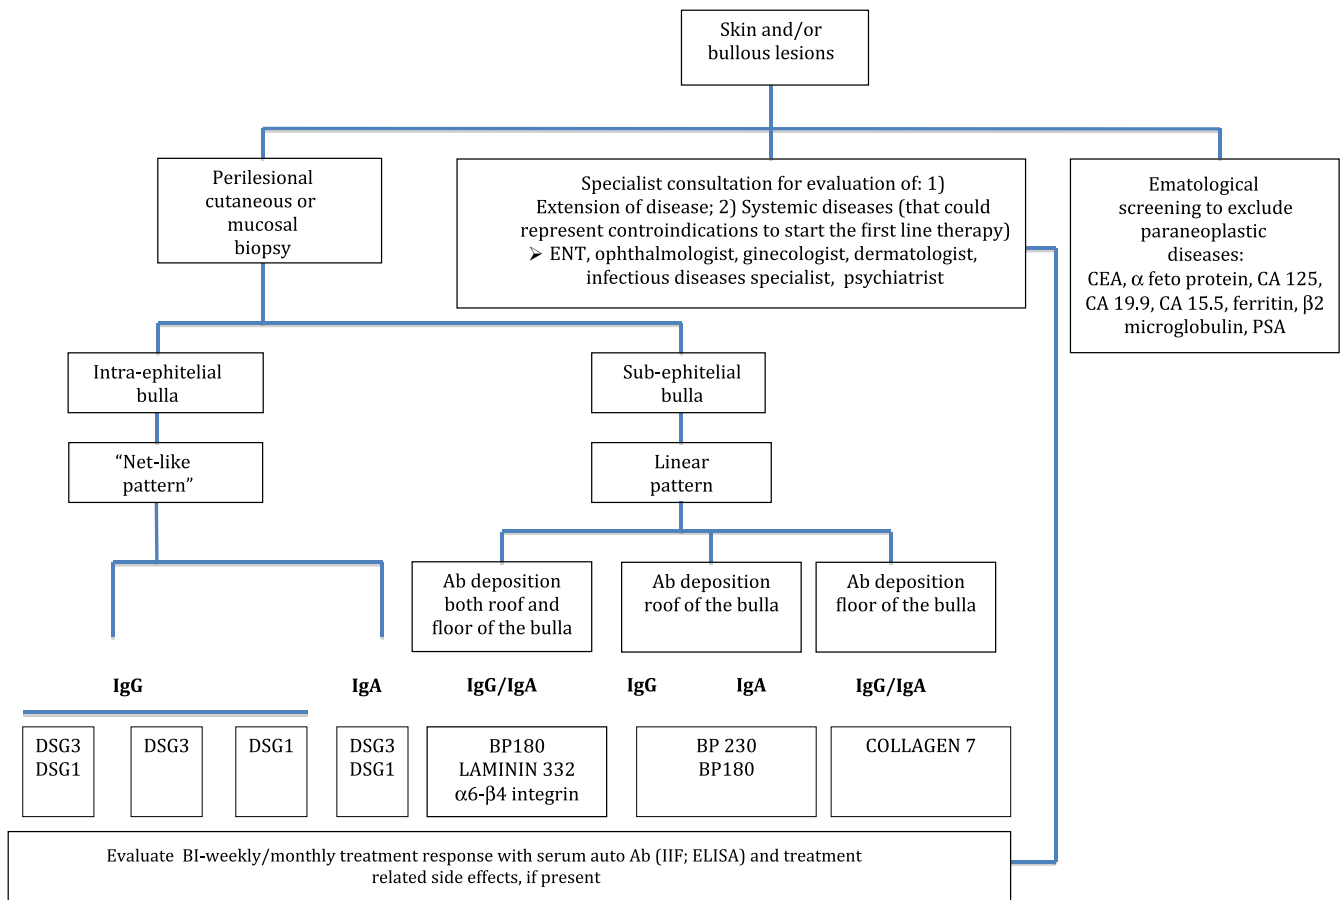 Skin and/or
bullous lesions
Perilesional
cutaneous or
mucosal
biopsy
Specialist consultation for evaluation of: 1)
Extension of disease; 2) Systemic diseases (that could
represent controindications to start the first line therapy)
➢ ENT, ophthalmologist, ginecologist, dermatologist,
infectious diseases specialist, psychiatrist
Ematological
screening to exclude
paraneoplastic
diseases:
CEA, α feto protein, CA 125,
CA 19.9, CA 15.5, ferritin, β2
microglobulin, PSA
Intra-ephitelial
bulla
Sub-ephitelial
bulla
“Net-like
pattern”
Linear
pattern
Ab deposition
both roof and
floor of the bulla
Ab deposition
roof of the bulla
Ab deposition
floor of the bulla
IgG
IgA
IgG/IgA
IgG
IgA
IgG/IgA
DSG3
DSG1
DSG3
DSG1
DSG3
DSG1
BP180
LAMININ 332
α6-β4 integrin
BP 230
BP180
COLLAGEN 7
Evaluate BI-weekly/monthly treatment response with serum auto Ab (IIF; ELISA) and treatment
related side effects, if present